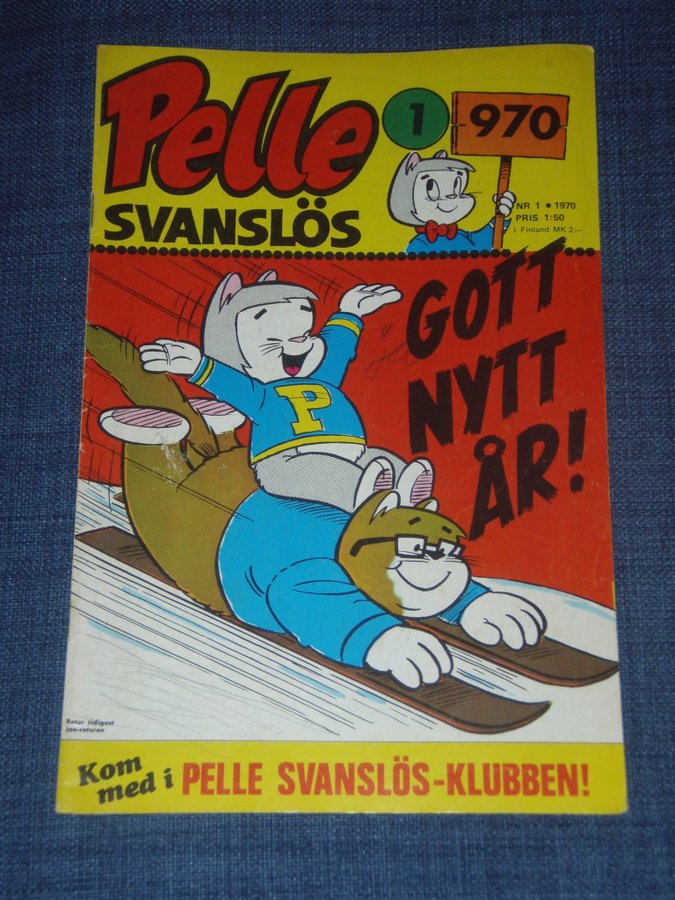 Pelle
SVANSLÖS
1 970
NR 1 • 1970
PRIS 1:50
I Finland MK 2:-
GOTT
NYTT
ÅR!
P
Retur tidigast
jan-returen
Kom
med i PELLE SVANSLÖS-KLUBBEN!